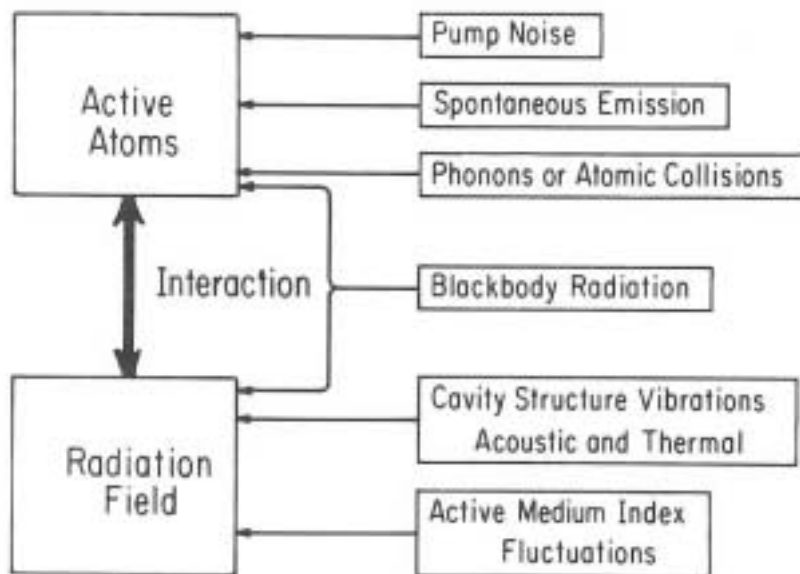 Pump Noise
Active
Atoms
Spontaneous Emission
Phonons or Atomic Collisions
Interaction
Blackbody Radiation
Cavity Structure Vibrations
Acoustic and Thermal
Radiation
Field
Active Medium Index
Fluctuations